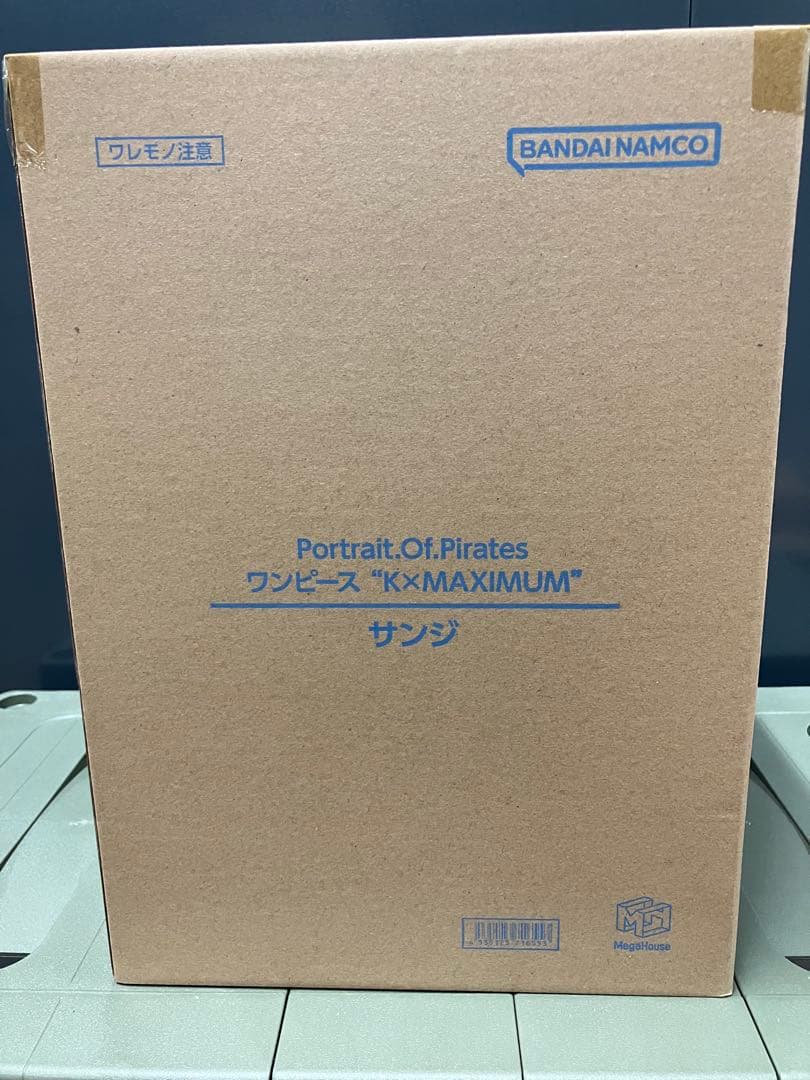 ワレモノ注意
BANDAI NAMCO
Portrait.Of.Pirates
ワンピース “K×MAXIMUM”
サンジ
MegaHouse